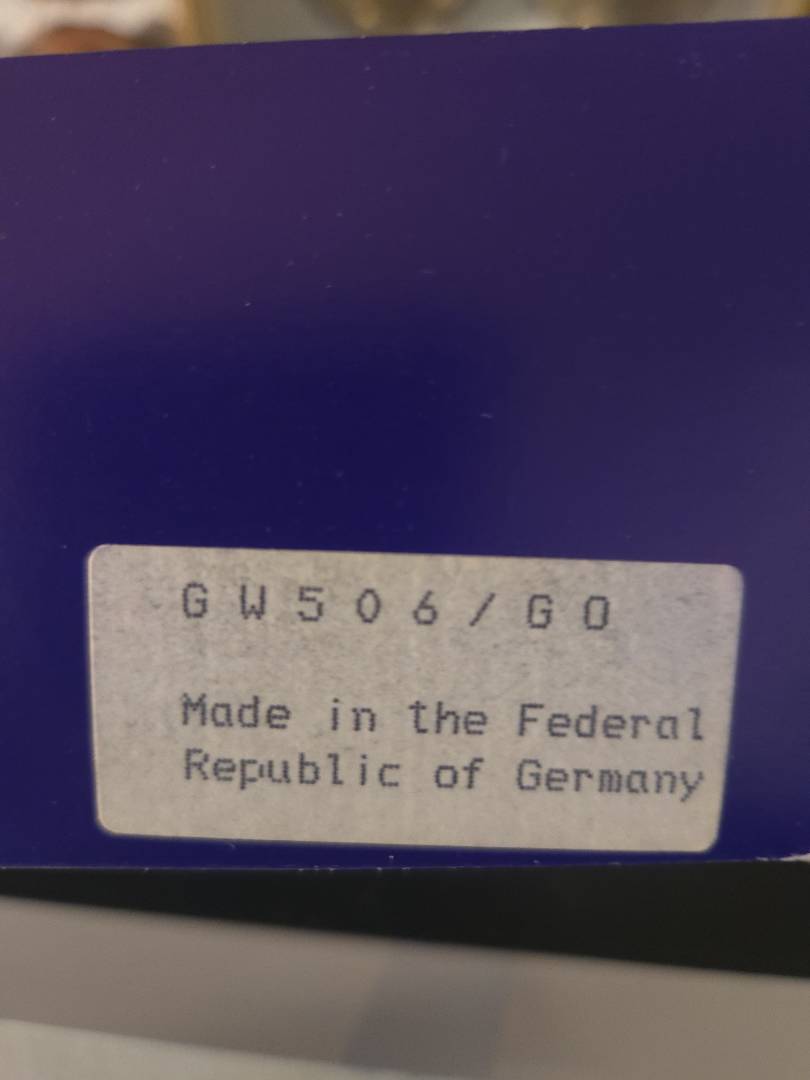 GW506/GO
Made in the Federal
Republic of Germany